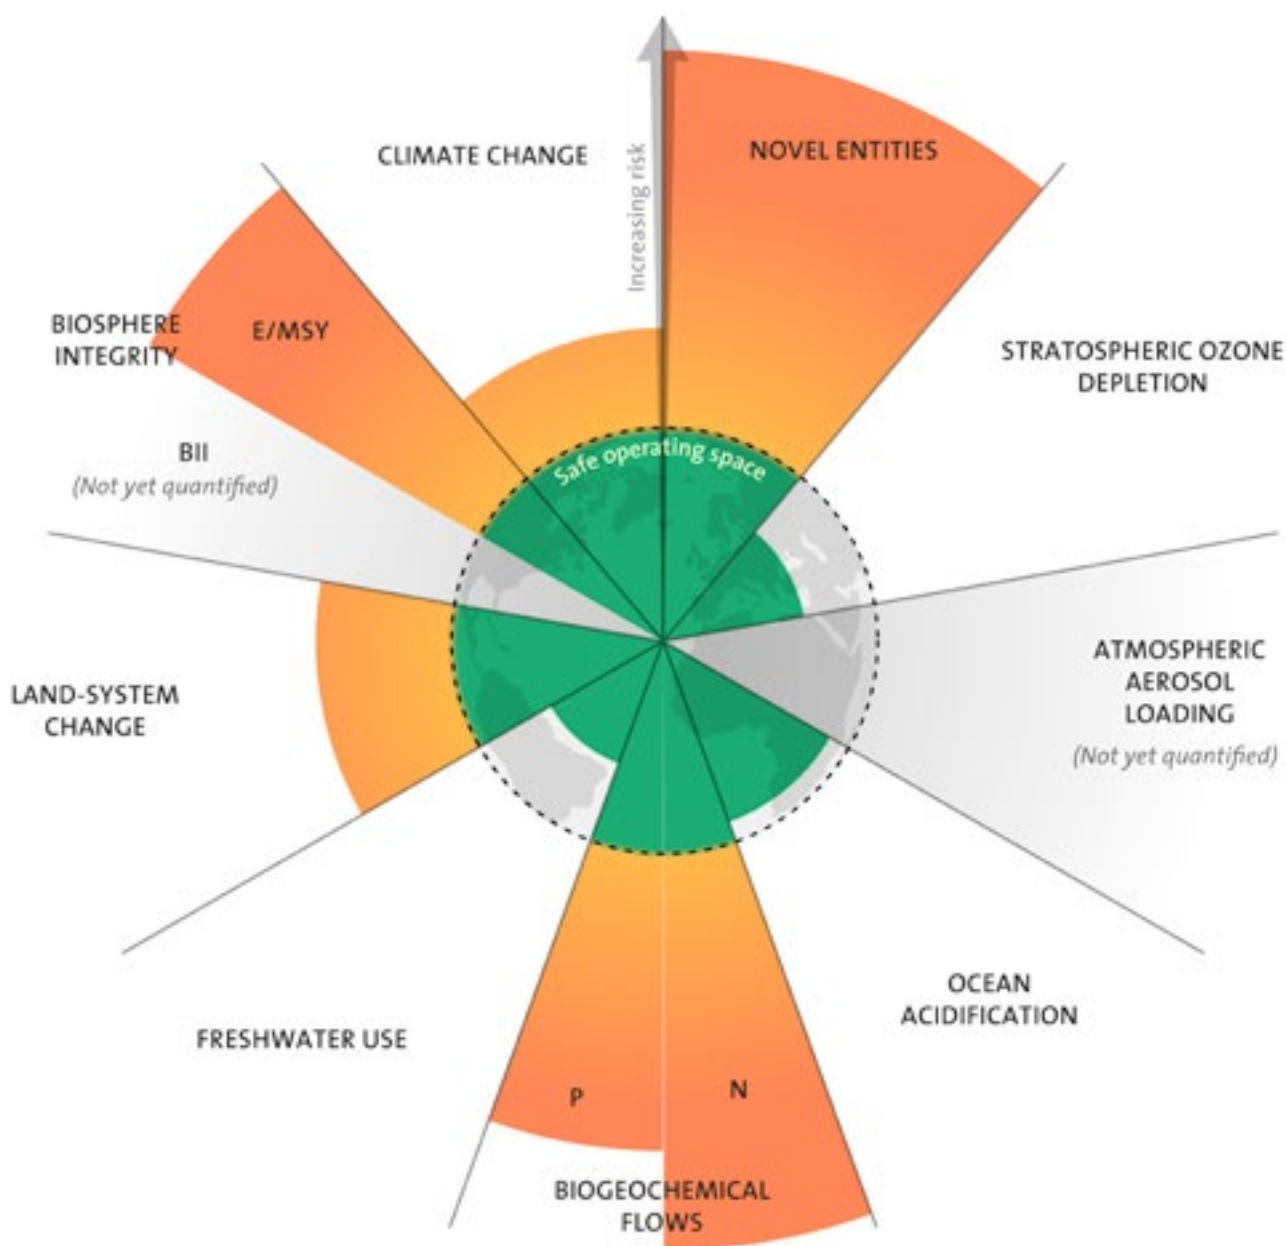 CLIMATE CHANGE
NOVEL ENTITIES
Increasing risk
BIOSPHERE
INTEGRITY
E/MSY
STRATOSPHERIC OZONE
DEPLETION
BII
(Not yet quantified)
Safe operating space
LAND-SYSTEM
CHANGE
ATMOSPHERIC
AEROSOL
LOADING
(Not yet quantified)
FRESHWATER USE
OCEAN
ACIDIFICATION
P
N
BIOGEOCHEMICAL
FLOWS